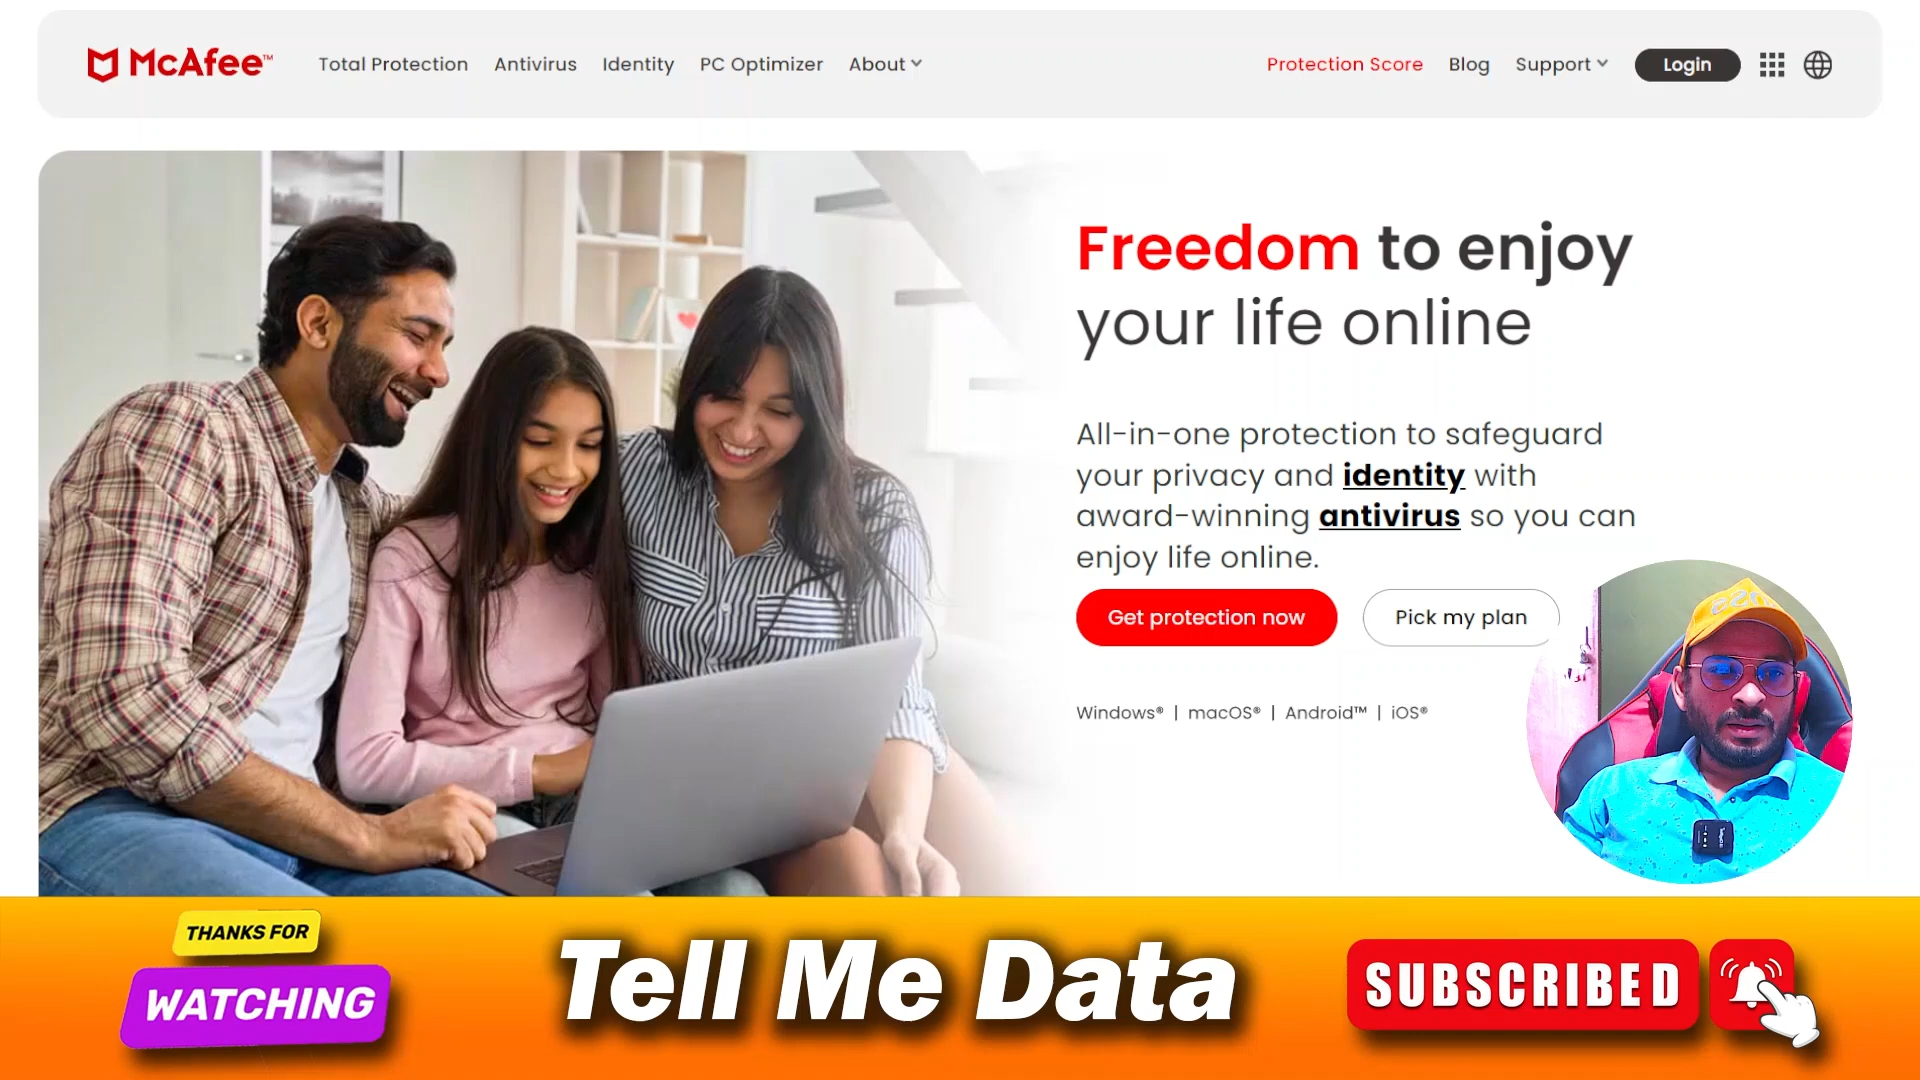 McAfee™
Total Protection
Antivirus
Identity
PC Optimizer
About
Protection Score
Blog
Support
Login
Freedom to enjoy
your life online
All-in-one protection to safeguard
your privacy and identity with
award-winning antivirus so you can
enjoy life online.
Get protection now
Pick my plan
Windows® | macOS® | Android™ | iOS®
THANKS FOR
WATCHING
Tell Me Data
SUBSCRIBED